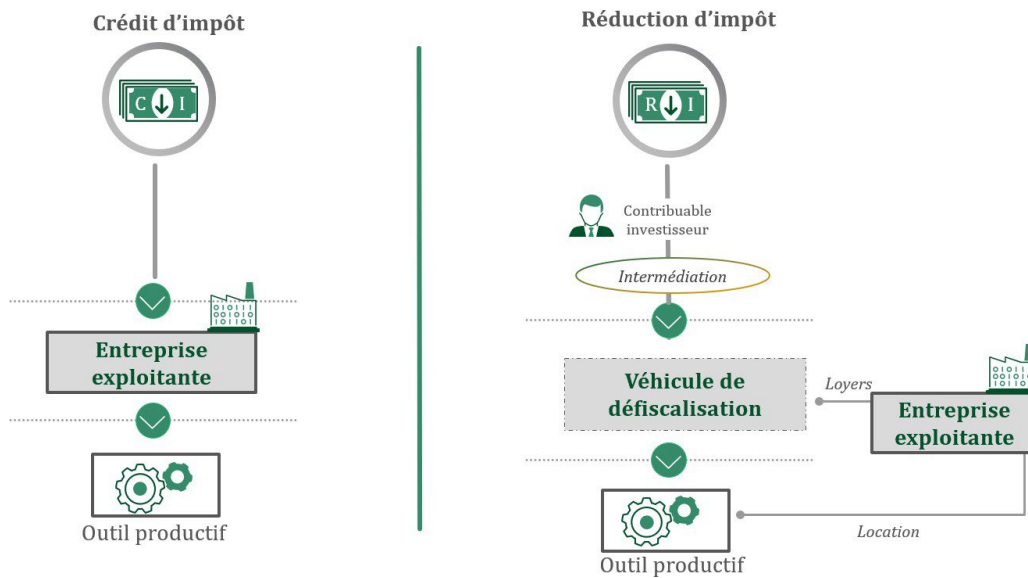 Crédit d'impôt
C I
Entreprise
exploitante
Outil productif
Réduction d'impôt
R I
Contribuable
investisseur
Intermédiation
Véhicule de
défiscalisation
Loyers
Entreprise
exploitante
Location
Outil productif